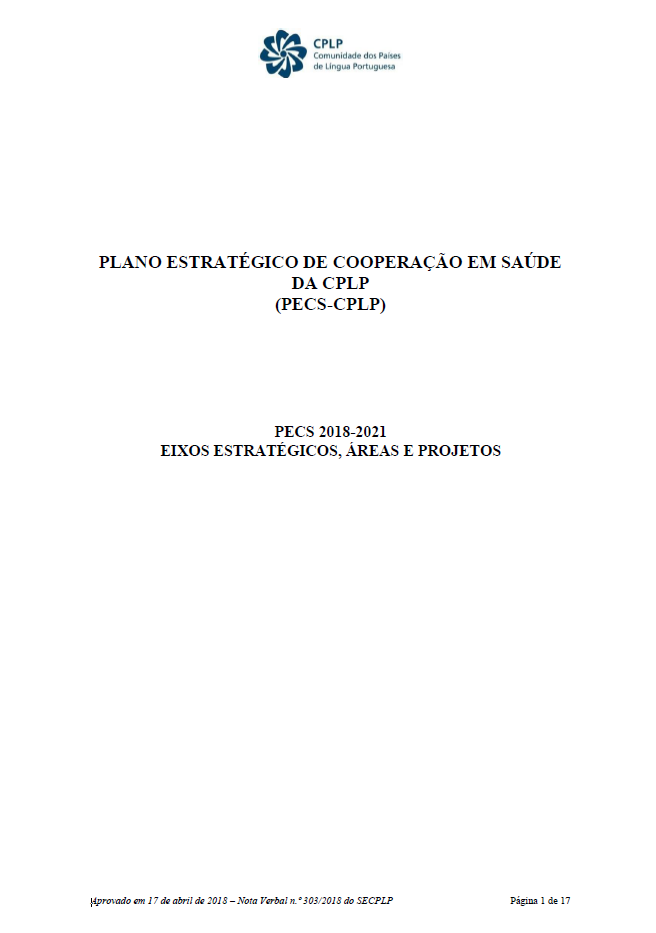 CPLP
Comunidade dos Países
de Língua Portuguesa
PLANO ESTRATÉGICO DE COOPERAÇÃO EM SAÚDE
DA CPLP
(PECS-CPLP)
PECS 2018-2021
EIXOS ESTRATÉGICOS, ÁREAS E PROJETOS
Aprovado em 17 de abril de 2018 – Nota Verbal n.º 303/2018 do SECPLP Página 1 de 17